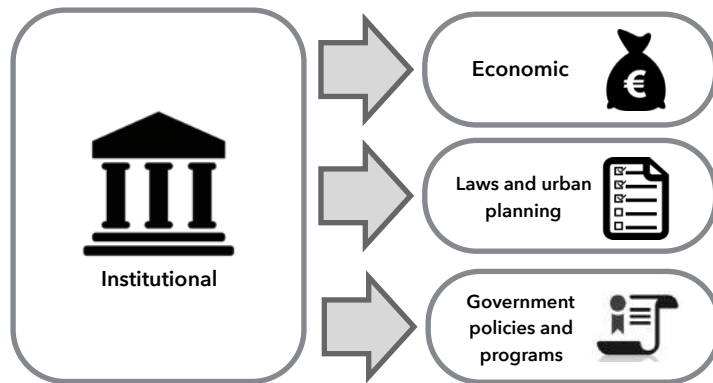 Institutional
Economic
€
Laws and urban
planning
Government
policies and
programs